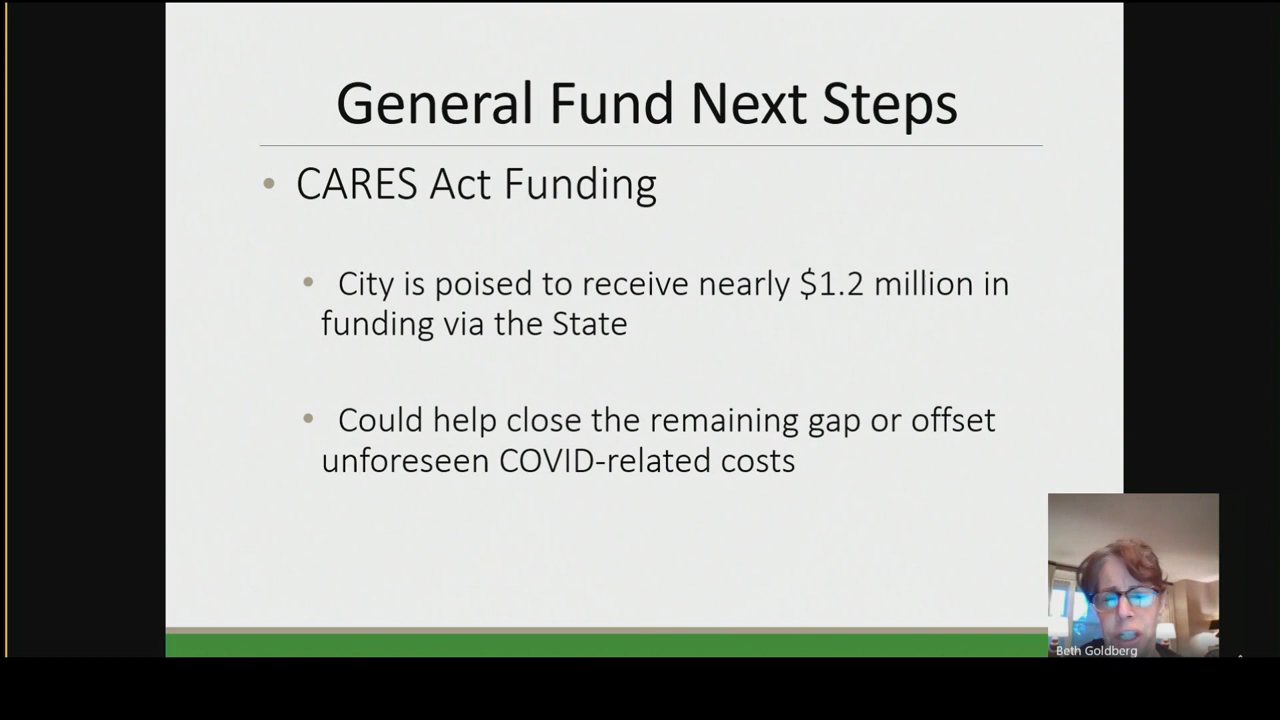 General Fund Next Steps
• CARES Act Funding
• City is poised to receive nearly $1.2 million in
funding via the State
• Could help close the remaining gap or offset
unforeseen COVID-related costs
Beth Goldberg